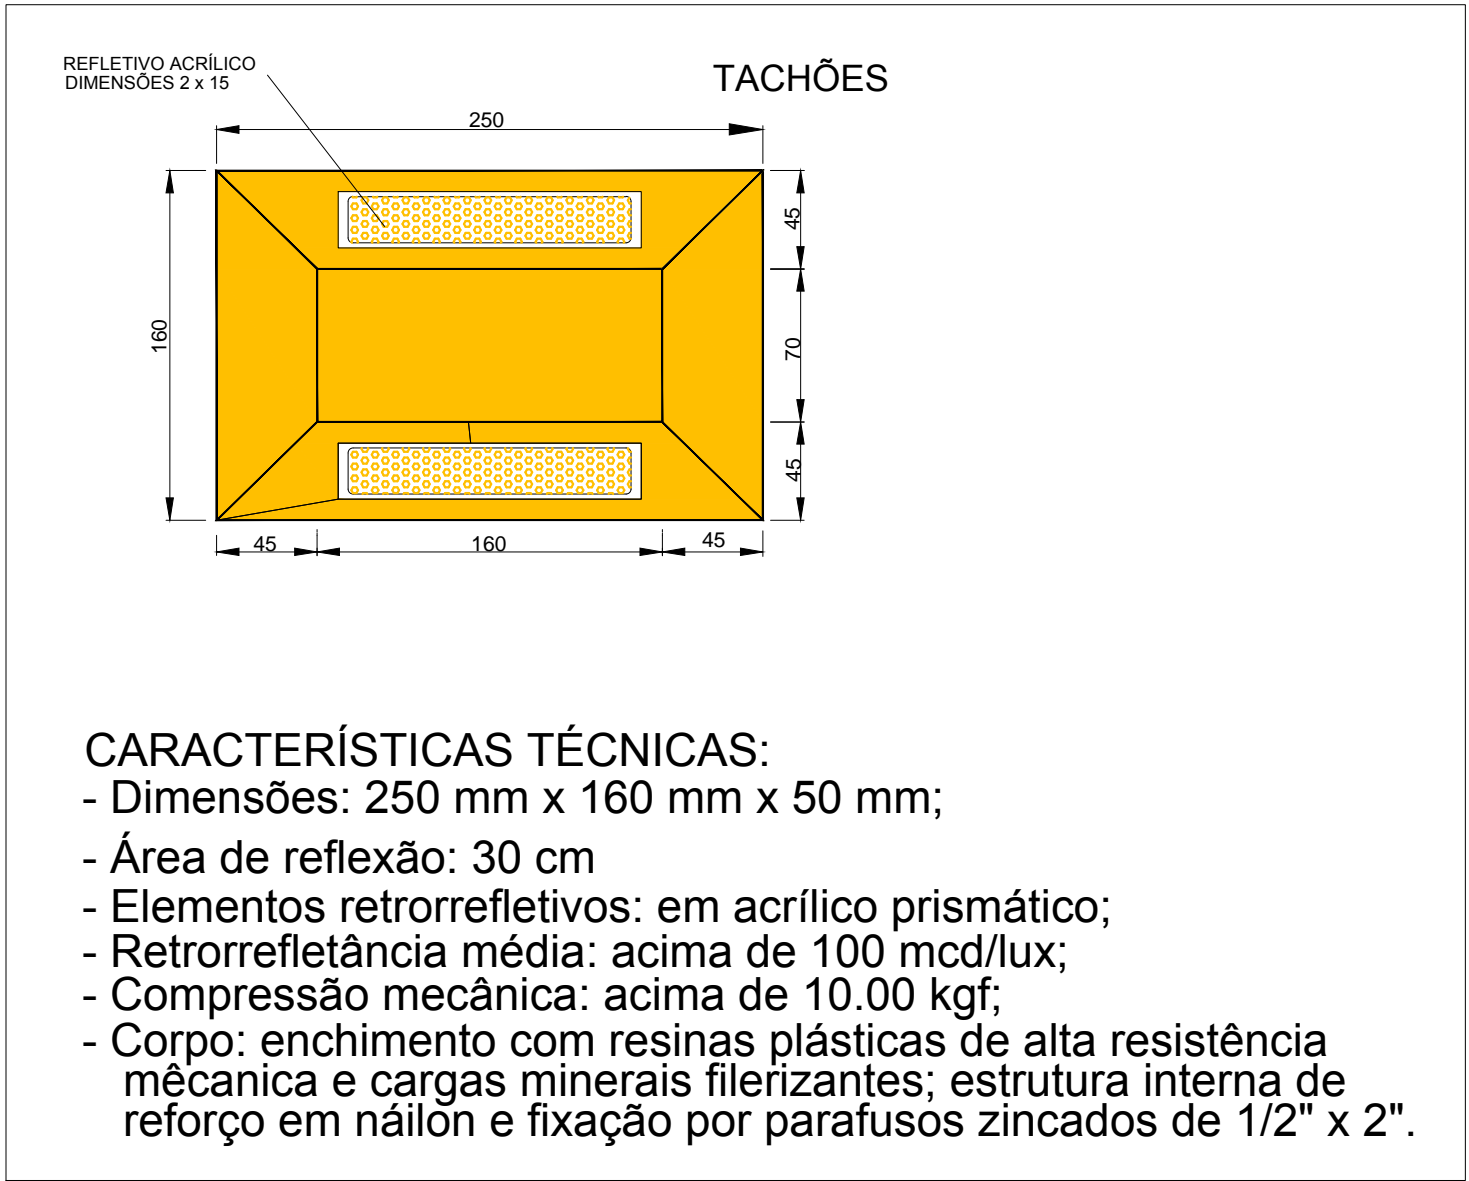 REFLETIVO ACRÍLICO
DIMENSÕES 2 x 15
TACHÕES
250
160
45
70
45
45
160
45
CARACTERÍSTICAS TÉCNICAS:
- Dimensões: 250 mm x 160 mm x 50 mm;
- Área de reflexão: 30 cm
- Elementos retrorrefletivos: em acrílico prismático;
- Retrorrefletância média: acima de 100 mcd/lux;
- Compressão mecânica: acima de 10.00 kgf;
- Corpo: enchimento com resinas plásticas de alta resistência
mêcanica e cargas minerais filerizantes; estrutura interna de
reforço em náilon e fixação por parafusos zincados de 1/2" x 2".